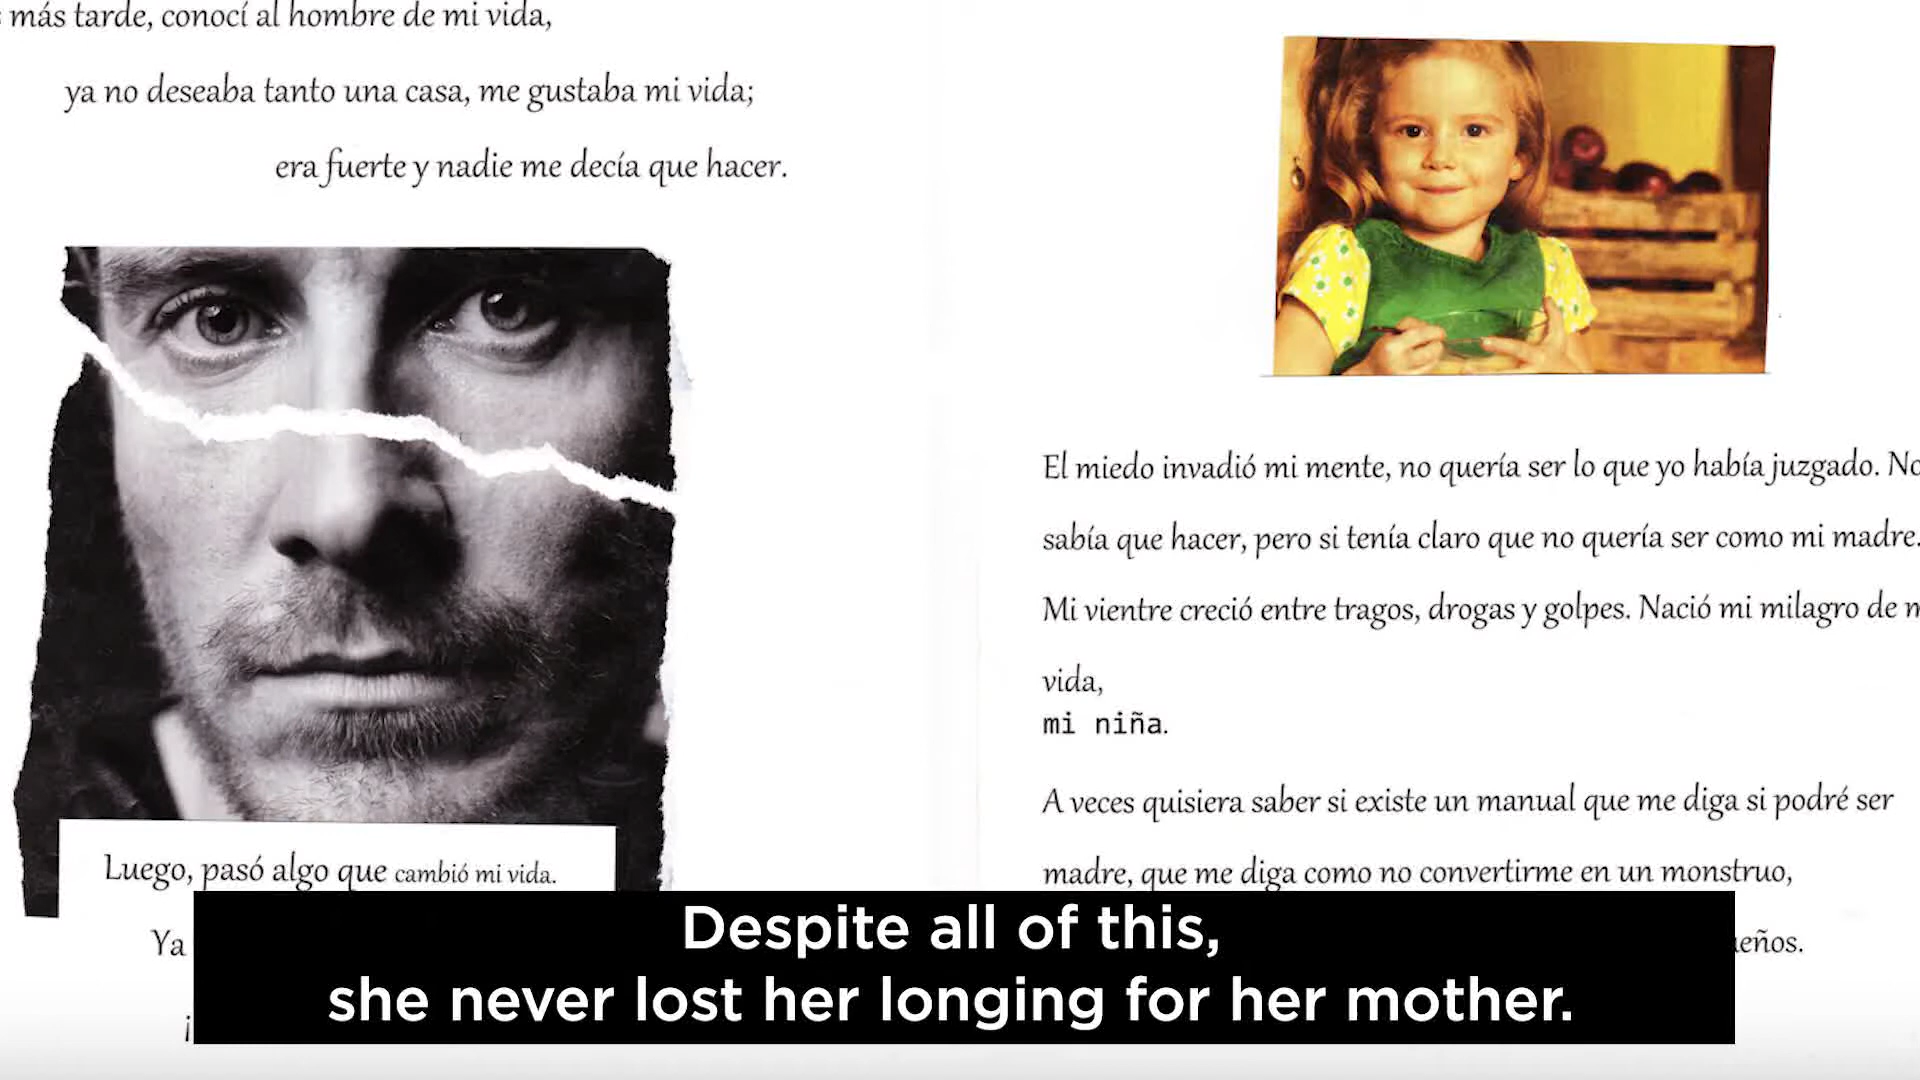 más tarde, conocí al hombre de mi vida,
ya no deseaba tanto una casa, me gustaba mi vida;
era fuerte y nadie me decía que hacer.
Luego, pasó algo que cambió mi vida.
Ya
El miedo invadió mi mente, no quería ser lo que yo había juzgado. No
sabía que hacer, pero si tenía claro que no quería ser como mi madre.
Mi vientre creció entre tragos, drogas y golpes. Nació mi milagro de
vida,
mi niña.
A veces quisiera saber si existe un manual que me diga si podré ser
madre, que me diga como no convertirme en un monstruo,
Despite all of this,
she never lost her longing for her mother.